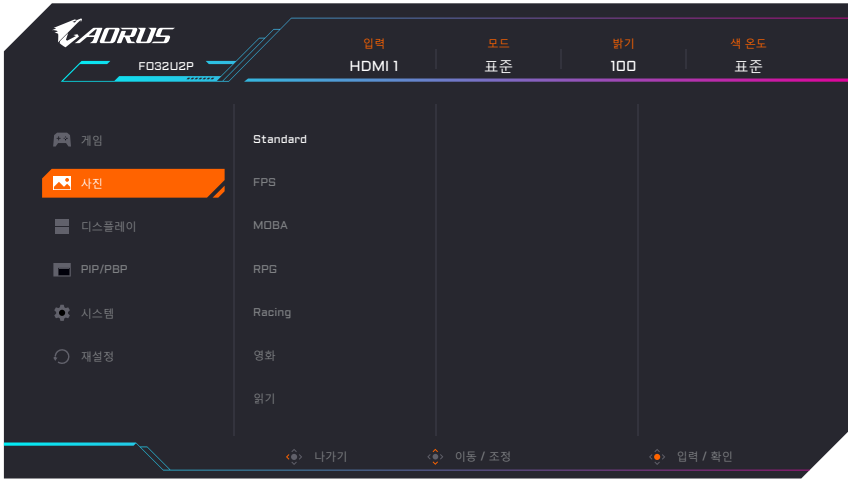 AORUS
FO32U2P
입력 모드 밝기 색 온도
HDMI 1 표준 100 표준
게임 Standard
사진 FPS
디스플레이 MOBA
PIP/PBP RPG
시스템 Racing
재설정 영화
읽기
나가기 이동 / 조정 입력 / 확인